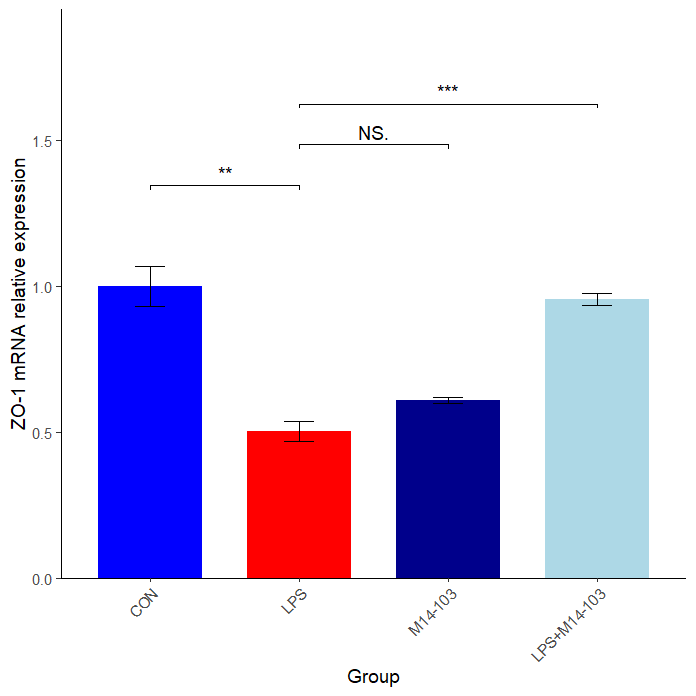 ***
NS.
**
1.5
1.0
0.5
0.0
ZO-1 mRNA relative expression
CON
LPS
M14-103
LPS+M14-103
Group